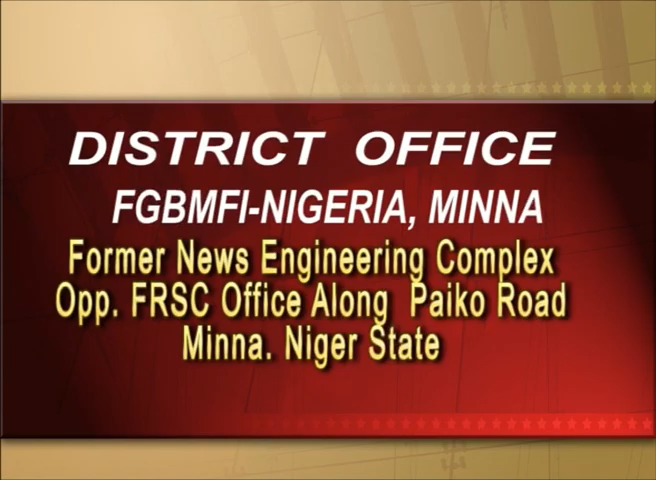 DISTRICT OFFICE
FGBMFI-NIGERIA, MINNA
Former News Engineering Complex
Opp. FRSC Office Along Paiko Road
Minna. Niger State